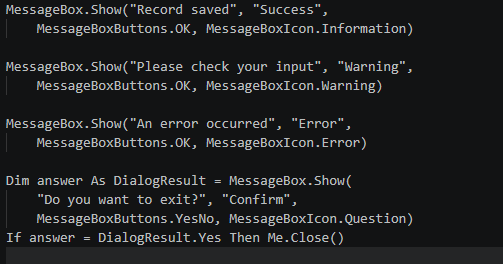 MessageBox.Show("Record saved", "Success",
    MessageBoxButtons.OK, MessageBoxIcon.Information)

MessageBox.Show("Please check your input", "Warning",
    MessageBoxButtons.OK, MessageBoxIcon.Warning)

MessageBox.Show("An error occurred", "Error",
    MessageBoxButtons.OK, MessageBoxIcon.Error)

Dim answer As DialogResult = MessageBox.Show(
    "Do you want to exit?", "Confirm",
    MessageBoxButtons.YesNo, MessageBoxIcon.Question)
If answer = DialogResult.Yes Then Me.Close()